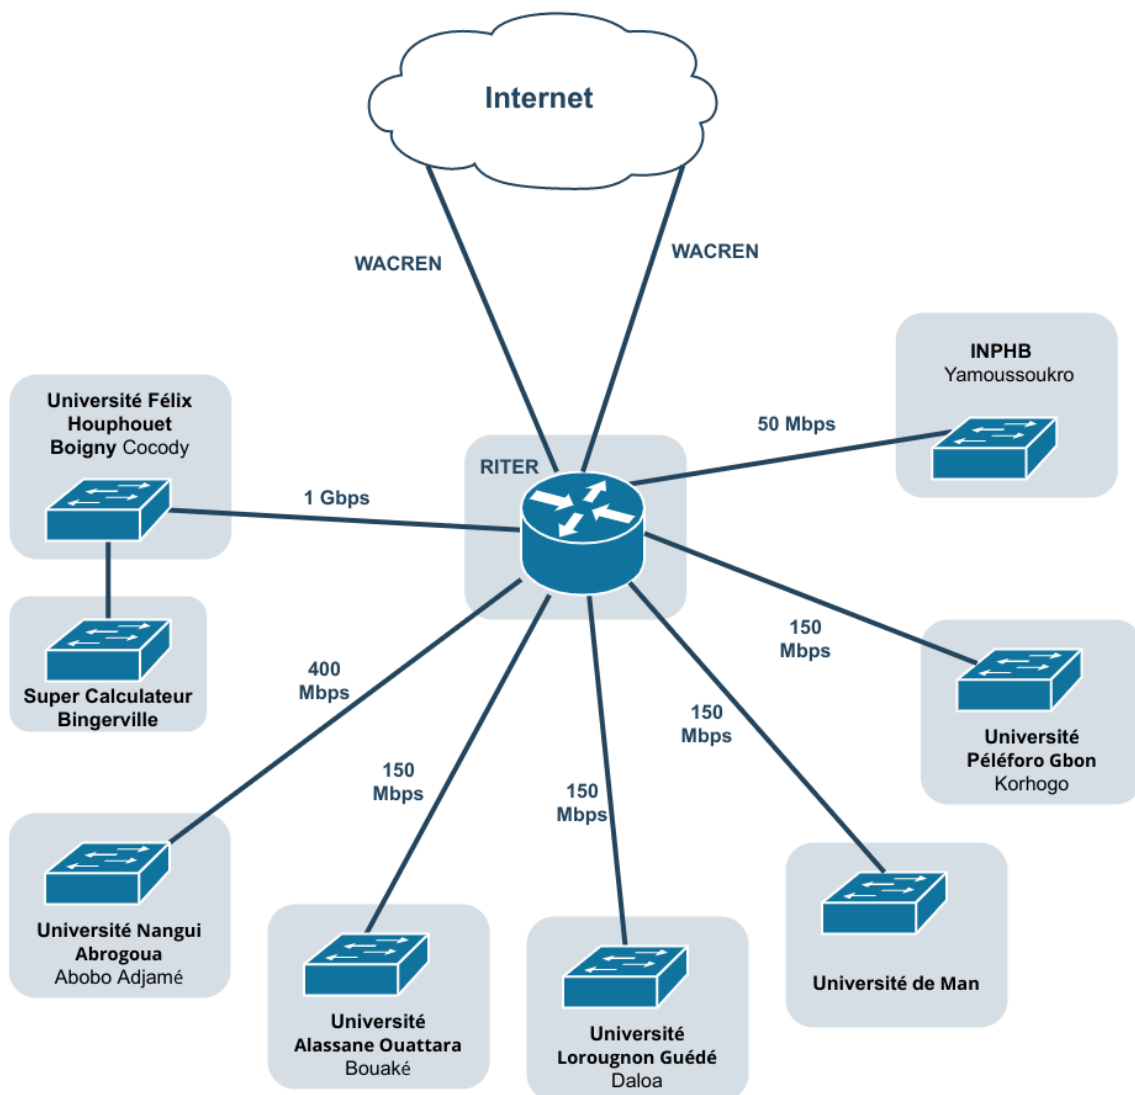 Internet
WACREN
WACREN
INPHB
Yamoussoukro
50 Mbps
Université Félix
Houphouet
Boigny Cocody
RITER
1 Gbps
Super Calculateur
Bingerville
400
Mbps
150
Mbps
150
Mbps
150
Mbps
150
Mbps
Université
Péléforo Gbon
Korhogo
Université Nangui
Abrogoua
Abobo Adjamé
Université
Alassane Ouattara
Bouaké
Université
Lorougnon Guédé
Daloa
Université de Man